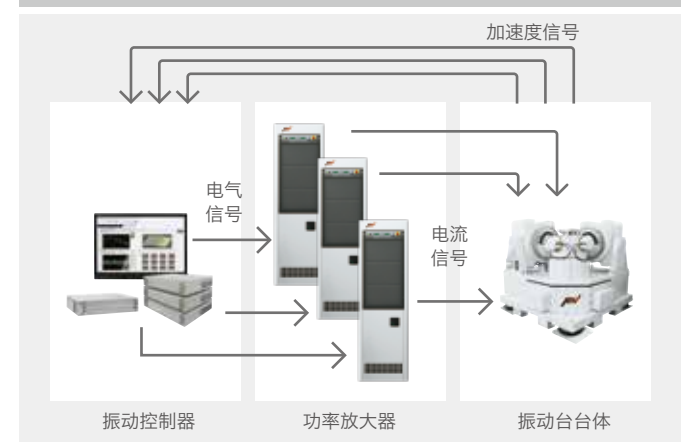 加速度信号
电气
信号
电流
信号
振动控制器
功率放大器
振动台台体